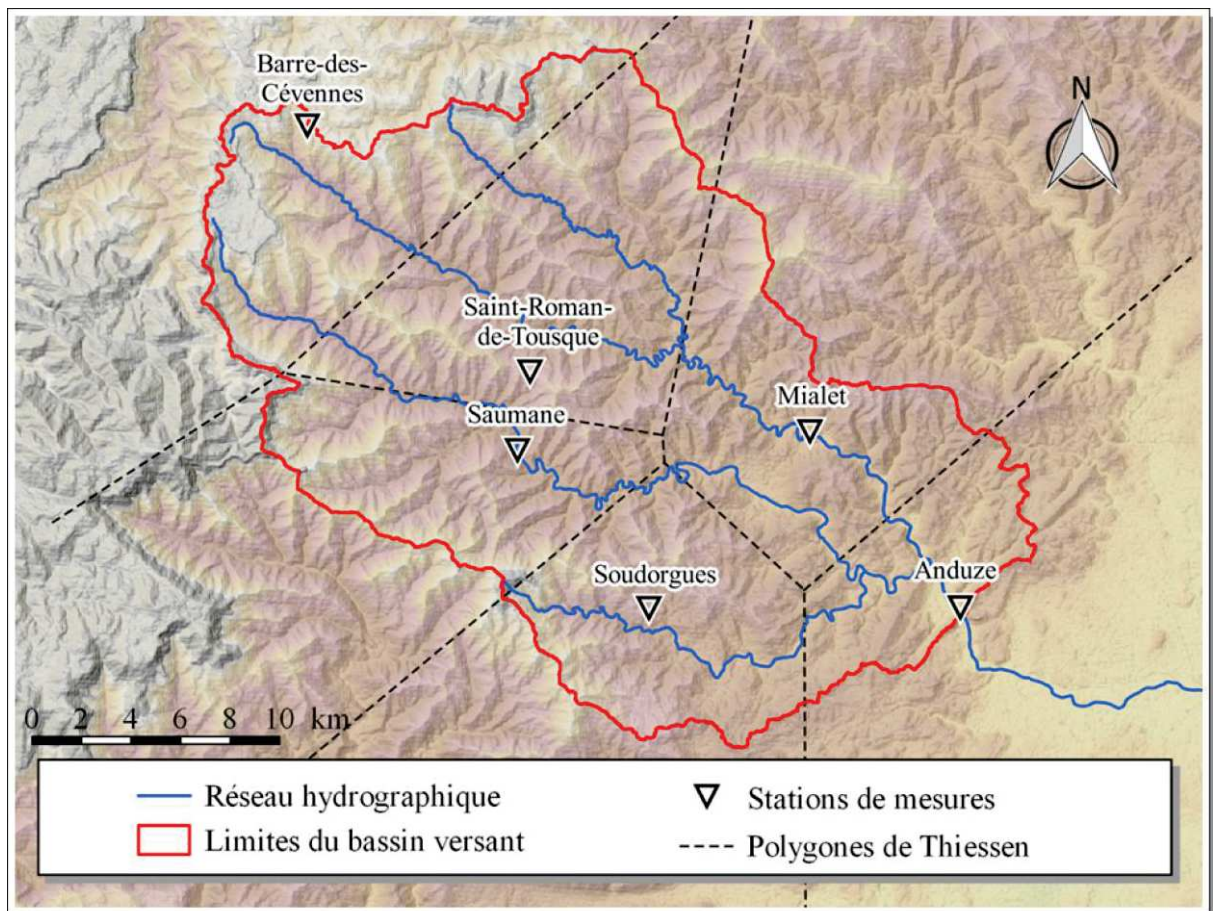 Barre-des-
Cévennes
N
Saint-Roman-
de-Tousque
Mialet
Saumane
Soudorgues
Anduze
0 2 4 6 8 10 km
Réseau hydrographique
Stations de mesures
Limites du bassin versant
Polygones de Thiessen